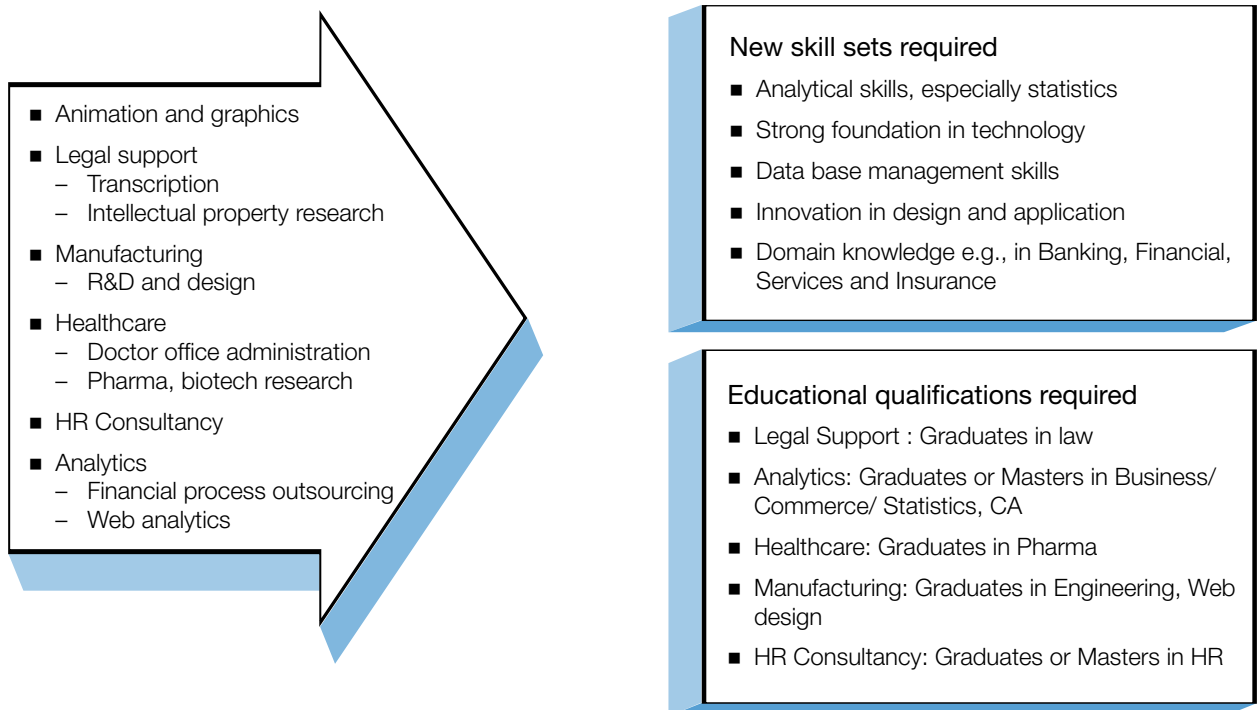 ■ Animation and graphics
■ Legal support
– Transcription
– Intellectual property research
■ Manufacturing
– R&D and design
■ Healthcare
– Doctor office administration
– Pharma, biotech research
■ HR Consultancy
■ Analytics
– Financial process outsourcing
– Web analytics
New skill sets required
■ Analytical skills, especially statistics
■ Strong foundation in technology
■ Data base management skills
■ Innovation in design and application
■ Domain knowledge e.g., in Banking, Financial,
Services and Insurance
Educational qualifications required
■ Legal Support : Graduates in law
■ Analytics: Graduates or Masters in Business/
Commerce/ Statistics, CA
■ Healthcare: Graduates in Pharma
■ Manufacturing: Graduates in Engineering, Web
design
■ HR Consultancy: Graduates or Masters in HR